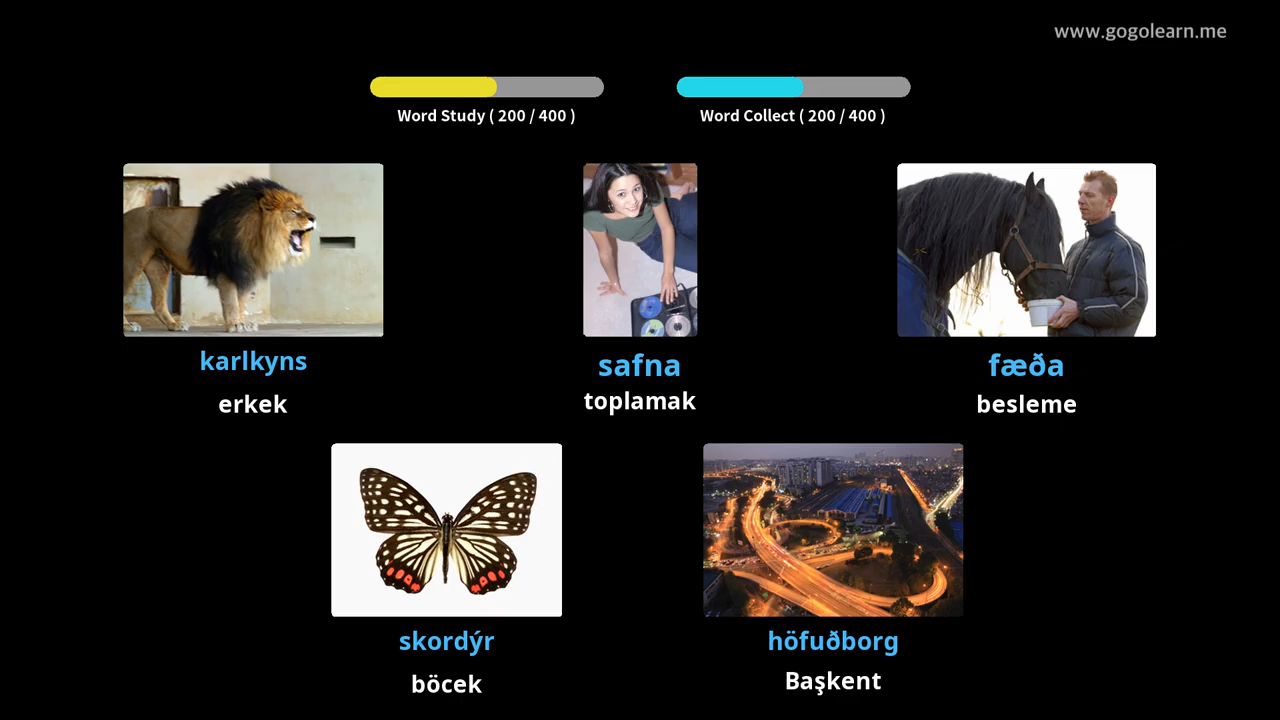 www.gogolearn.me
Word Study ( 200 / 400 )
Word Collect ( 200 / 400 )
karlkyns
erkek
safna
toplamak
fæða
besleme
skordýr
böcek
höfuðborg
Başkent